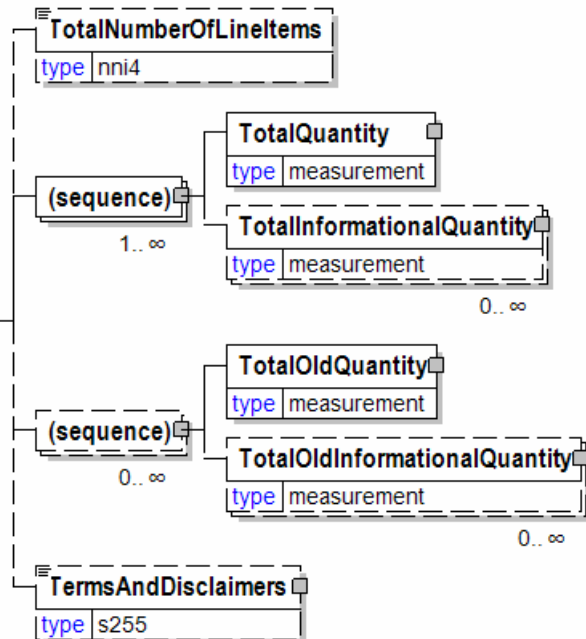 TotalNumberOfLineItems
type nni4
TotalQuantity
type measurement
(sequence)
1.. ∞
TotalInformationalQuantity
type measurement
0.. ∞
TotalOldQuantity
type measurement
(sequence)
0.. ∞
TotalOldInformationalQuantity
type measurement
0.. ∞
TermsAndDisclaimers
type s255